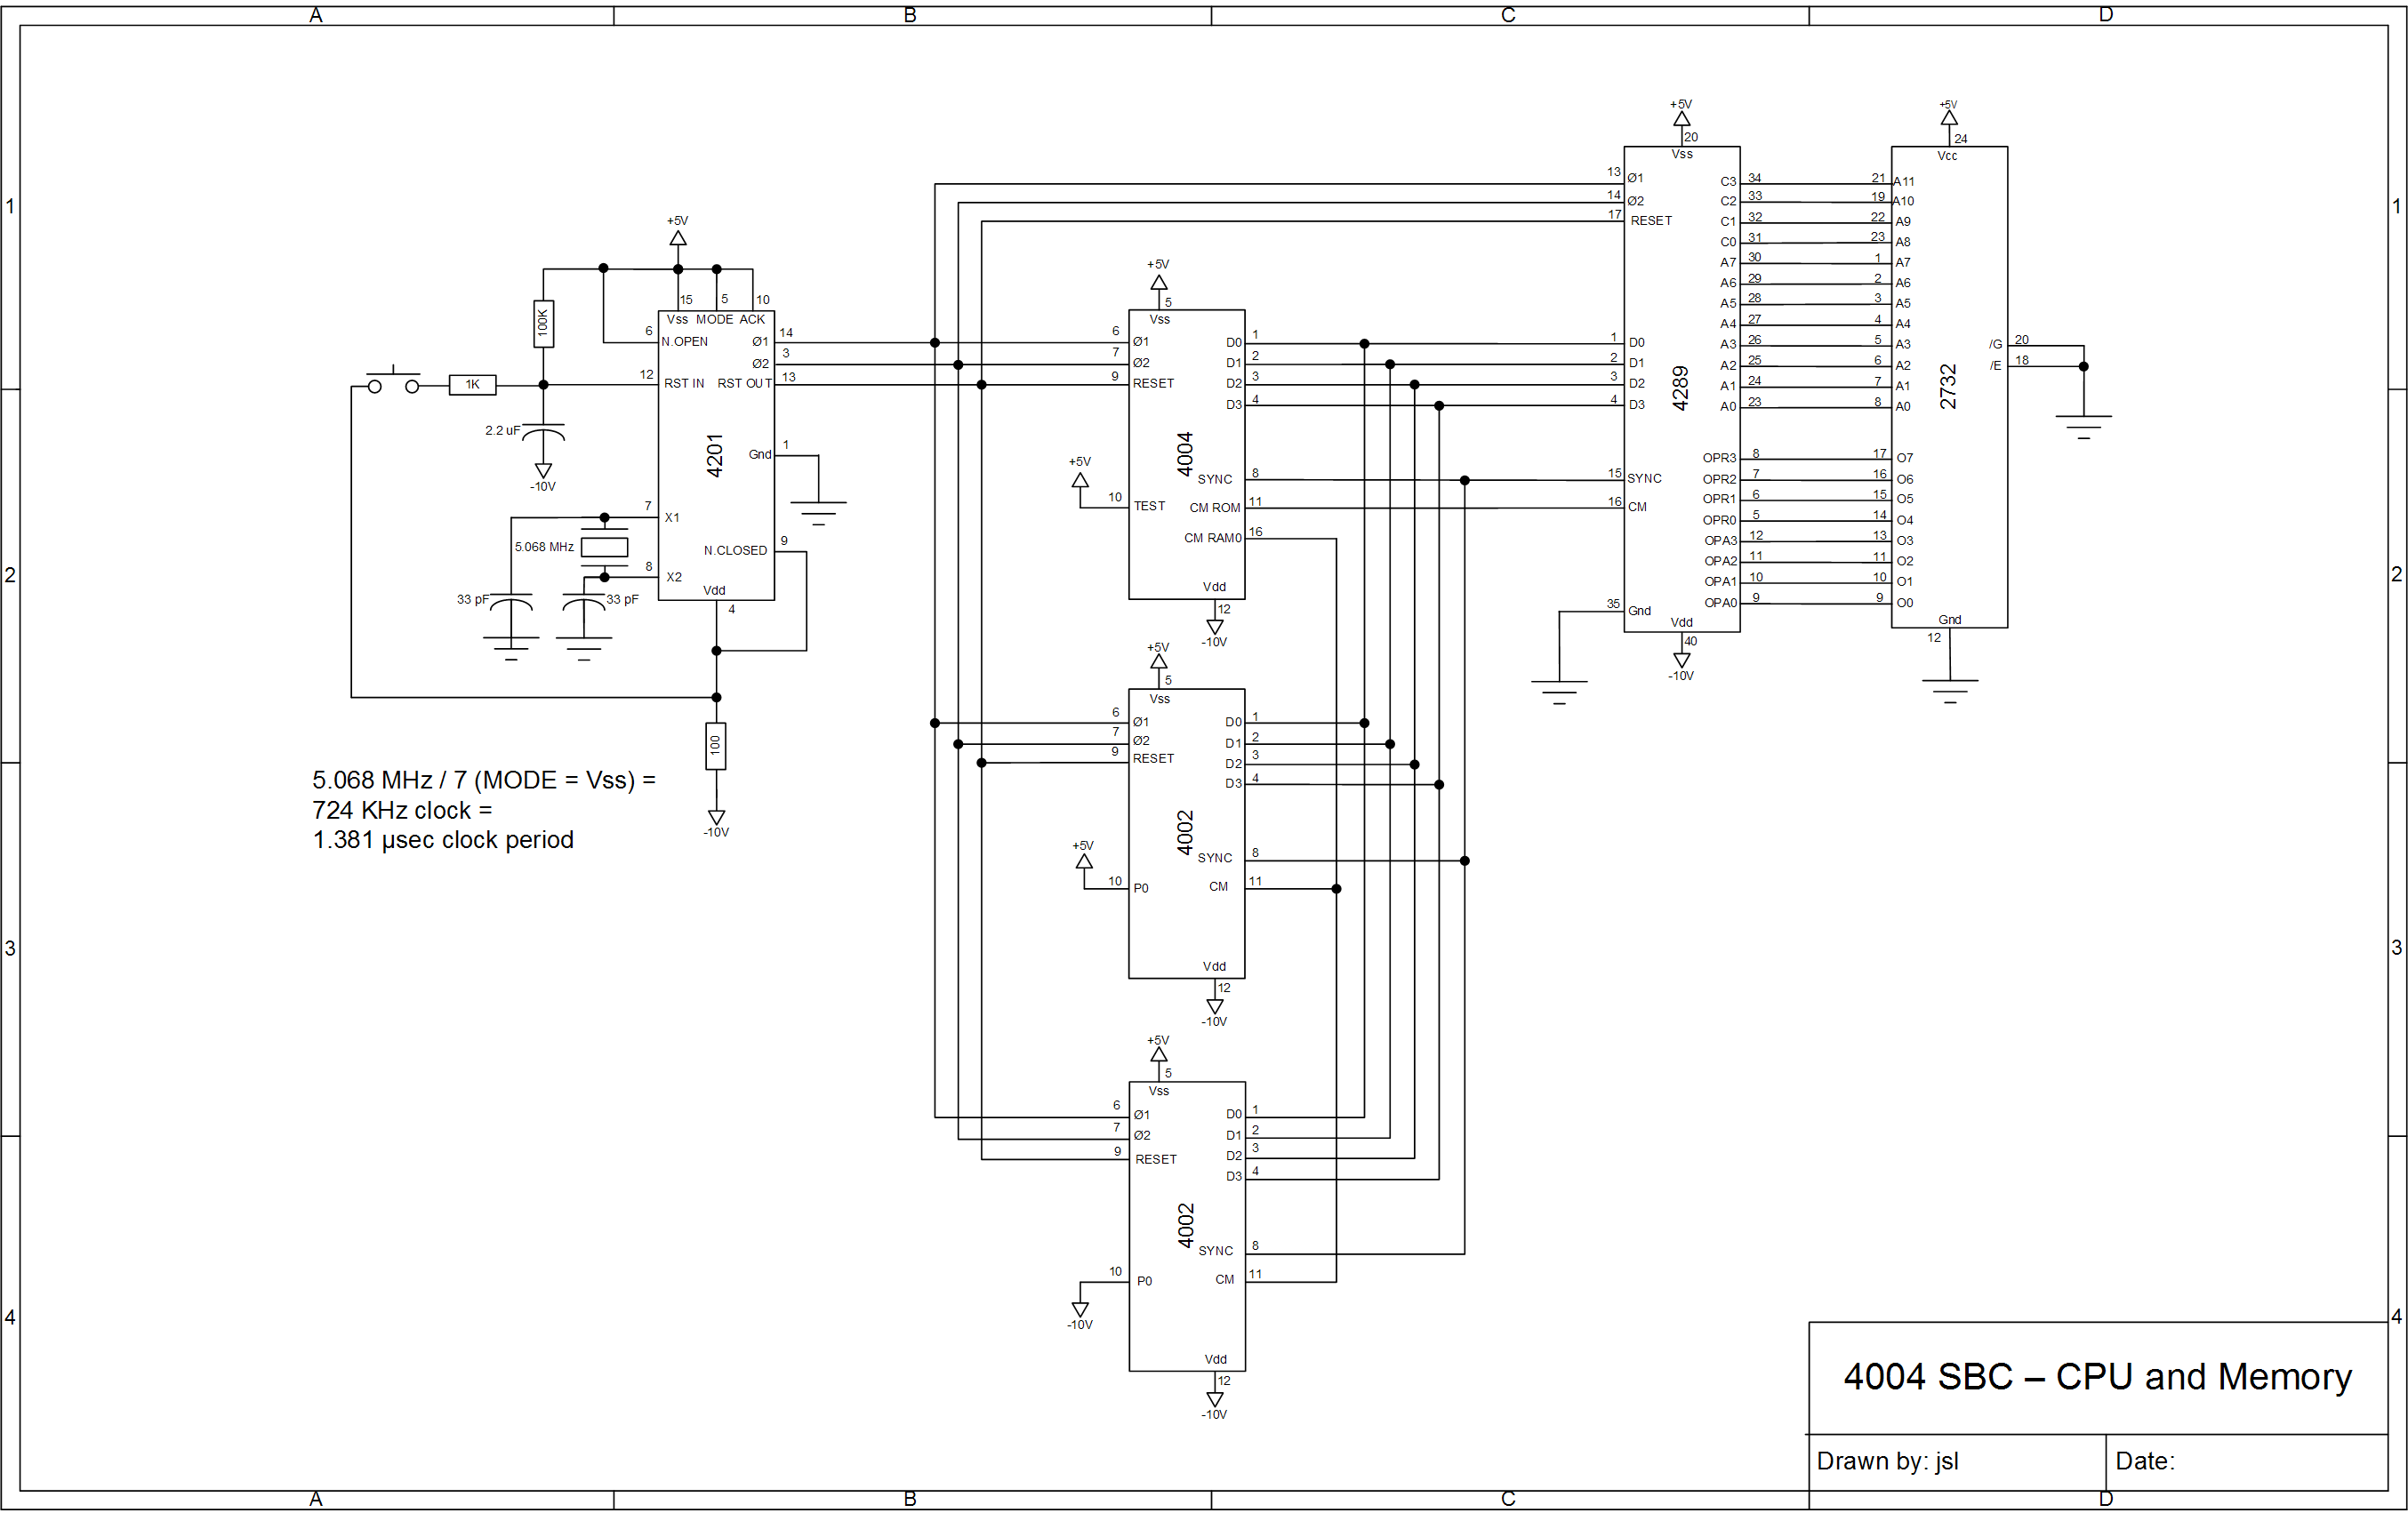 A B C D
1 1
2 2
3 3
4 4
+5V
15 5 10
Vss MODE ACK
6 N.OPEN Ø1 14
Ø2 3
12 RST IN RST OUT 13
100K
1K
2.2 uF
-10V
4201
Gnd 1
7 X1
5.068 MHz
N.CLOSED 9
8 X2
33 pF 33 pF
Vdd
4
100
-10V
5.068 MHz / 7 (MODE = Vss) =
724 KHz clock =
1.381 µsec clock period
+5V
5
Vss
6 Ø1 D0 1
7 Ø2 D1 2
9 RESET D2 3
D3 4
4004
+5V
SYNC 8
10 TEST CM ROM 11
CM RAM0 16
Vdd
12
-10V
+5V
5
Vss
6 Ø1 D0 1
7 Ø2 D1 2
9 RESET D2 3
D3 4
4002
+5V
SYNC 8
10 P0 CM 11
Vdd
12
-10V
+5V
5
Vss
6 Ø1 D0 1
7 Ø2 D1 2
9 RESET D2 3
D3 4
4002
SYNC 8
10 P0 CM 11
-10V
Vdd
12
-10V
+5V
20
Vss
13 Ø1 C3 34
14 Ø2 C2 33
17 RESET C1 32
C0 31
A7 30
A6 29
A5 28
A4 27
1 D0 A3 26
2 D1 A2 25
3 D2 A1 24
4 D3 A0 23
4289
OPR3 8
15 SYNC OPR2 7
16 CM OPR1 6
OPR0 5
OPA3 12
OPA2 11
OPA1 10
35 Gnd OPA0 9
Vdd
40
-10V
+5V
24
Vcc
21 A11
19 A10
22 A9
23 A8
1 A7
2 A6
3 A5
4 A4
5 A3 /G 20
6 A2 /E 18
7 A1
8 A0
2732
17 O7
16 O6
15 O5
14 O4
13 O3
11 O2
10 O1
9 O0
Gnd
12
4004 SBC – CPU and Memory
Drawn by: jsl Date:
A B C D